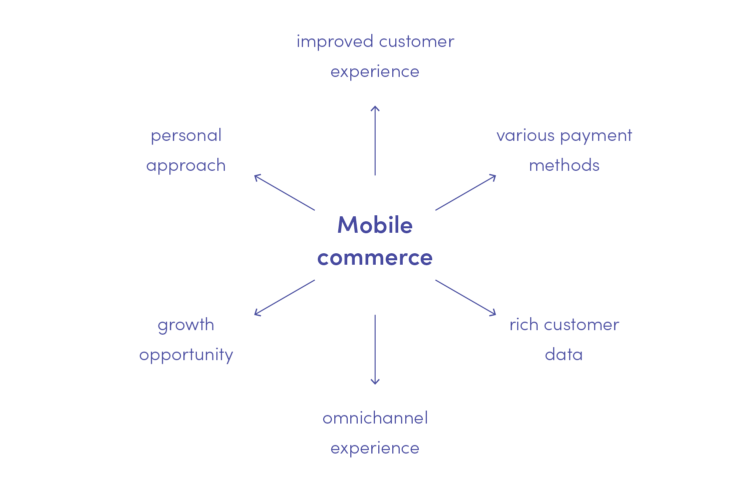 improved customer
experience
personal
approach
various payment
methods
Mobile
commerce
growth
opportunity
rich customer
data
omnichannel
experience